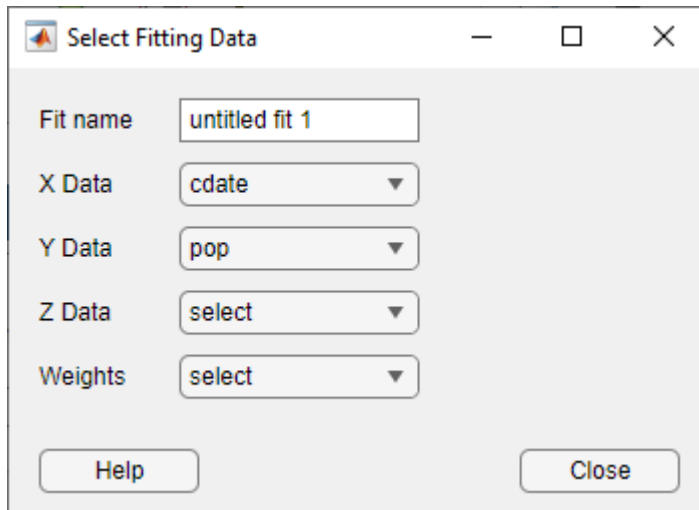 Select Fitting Data
Fit name untitled fit 1
X Data cdate
Y Data pop
Z Data select
Weights select
Help Close